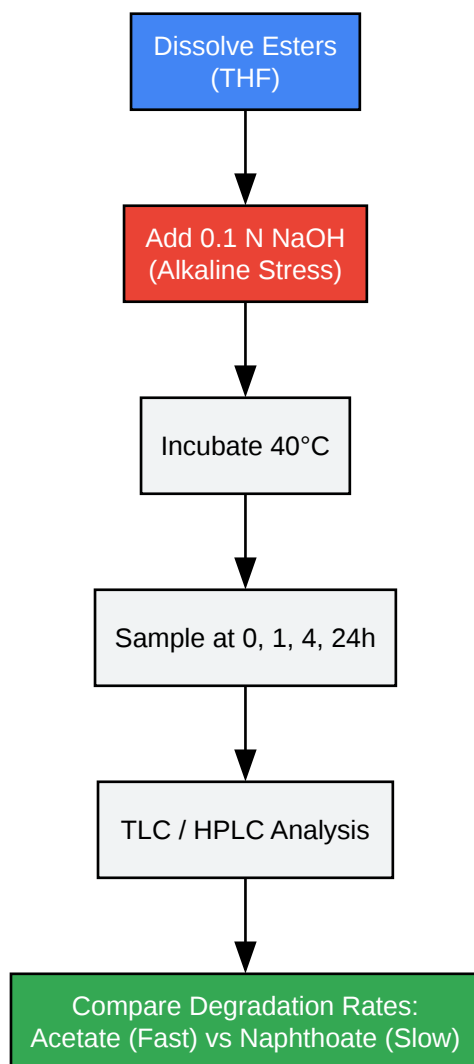 Dissolve Esters
(THF)
Add 0.1 N NaOH
(Alkaline Stress)
Incubate 40°C
Sample at 0, 1, 4, 24h
TLC / HPLC Analysis
Compare Degradation Rates:
Acetate (Fast) vs Naphthoate (Slow)